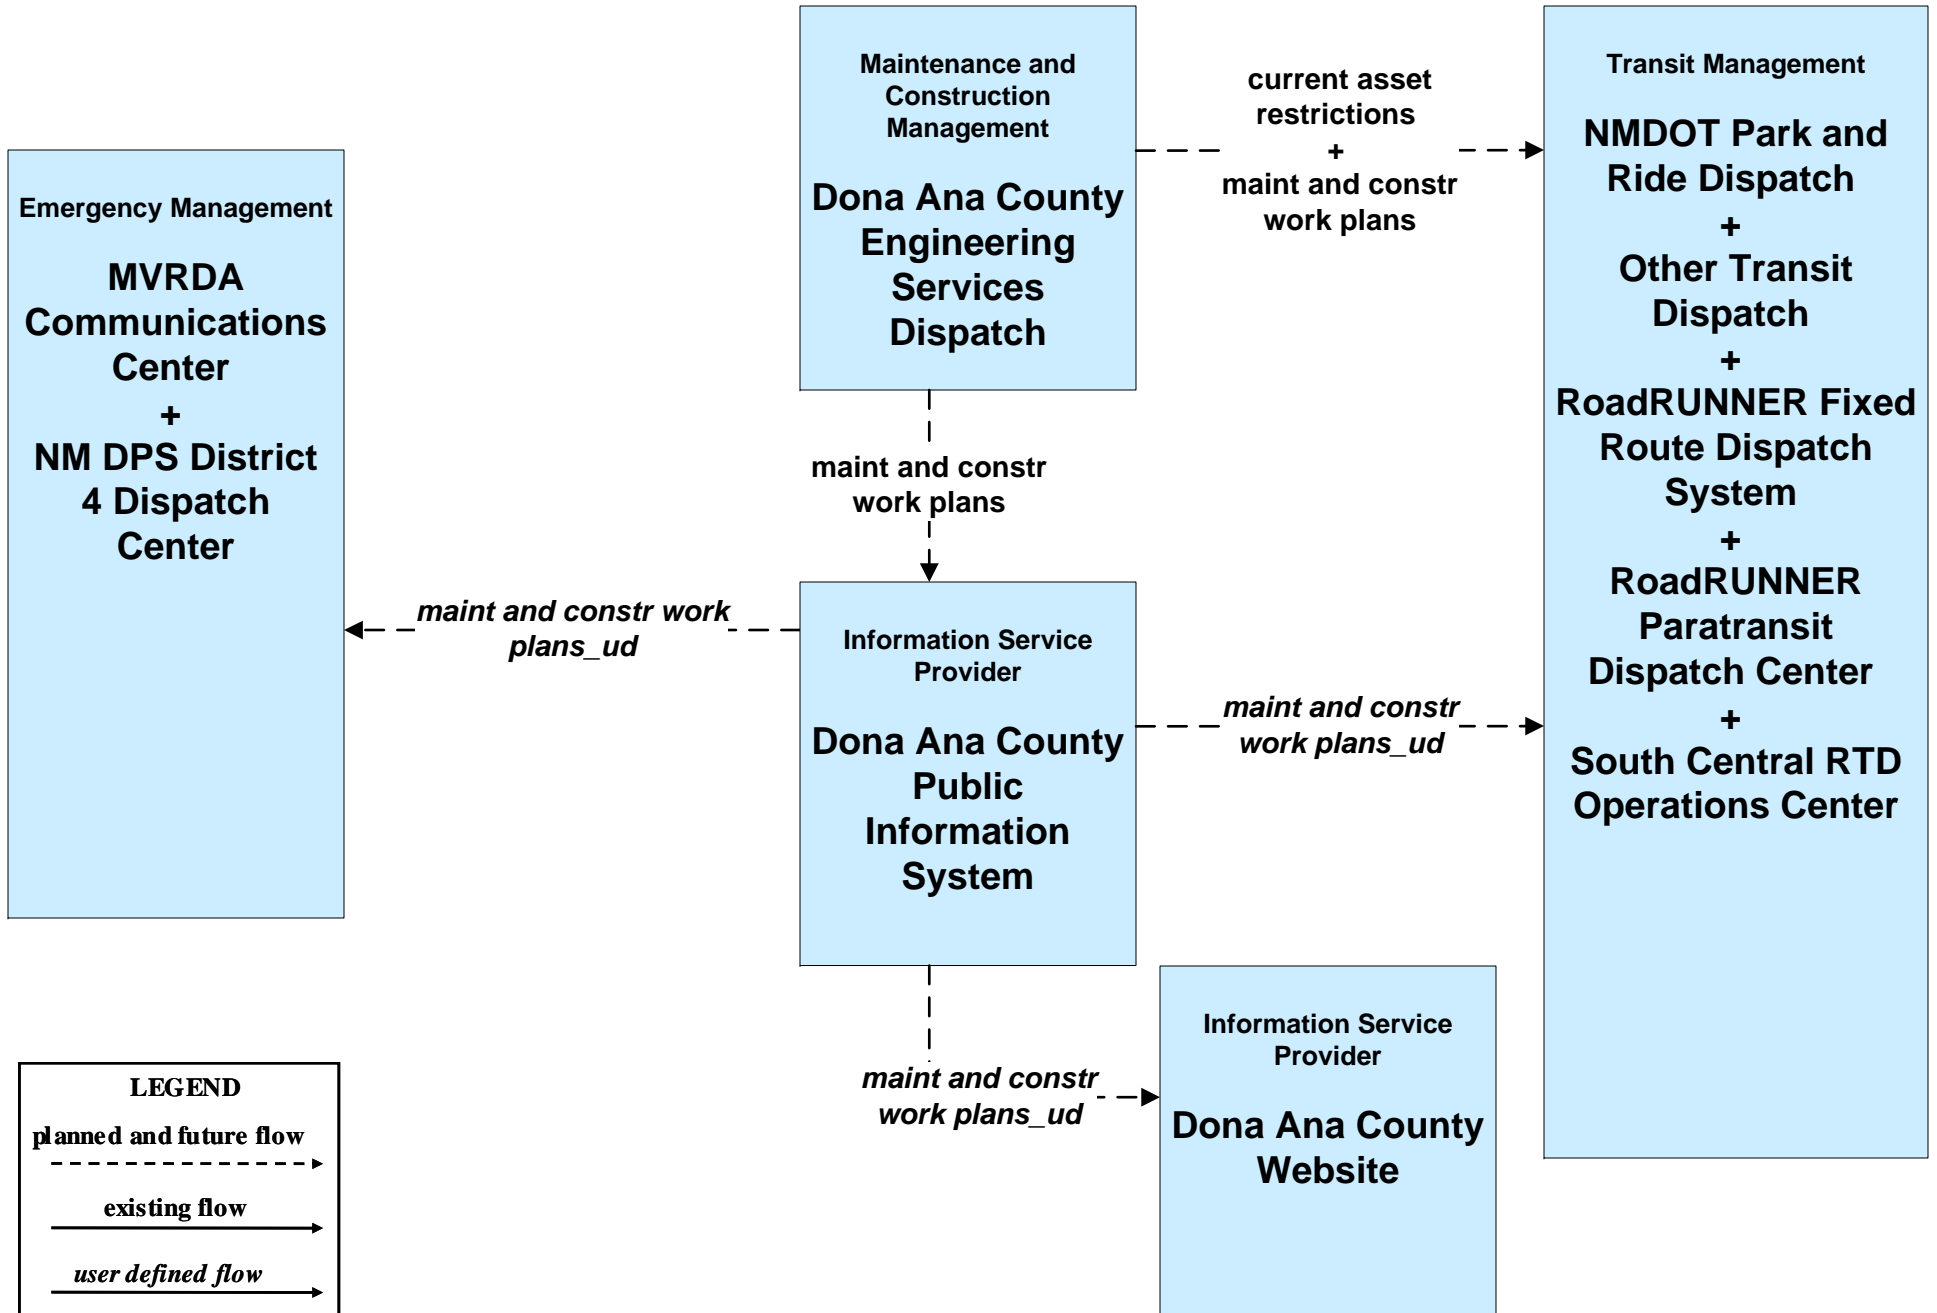 Maintenance and
Construction
Management
Dona Ana County
Engineering
Services
Dispatch
current asset
restrictions
+
maint and constr
work plans
Transit Management
NMDOT Park and
Ride Dispatch
+
Other Transit
Dispatch
+
RoadRUNNER Fixed
Route Dispatch
System
+
RoadRUNNER
Paratransit
Dispatch Center
+
South Central RTD
Operations Center
Emergency Management
MVRDA
Communications
Center
+
NM DPS District
4 Dispatch
Center
maint and constr
work plans
maint and constr work
plans_ud
Information Service
Provider
Dona Ana County
Public
Information
System
maint and constr
work plans_ud
maint and constr
work plans_ud
Information Service
Provider
Dona Ana County
Website
LEGEND
planned and future flow
existing flow
user defined flow